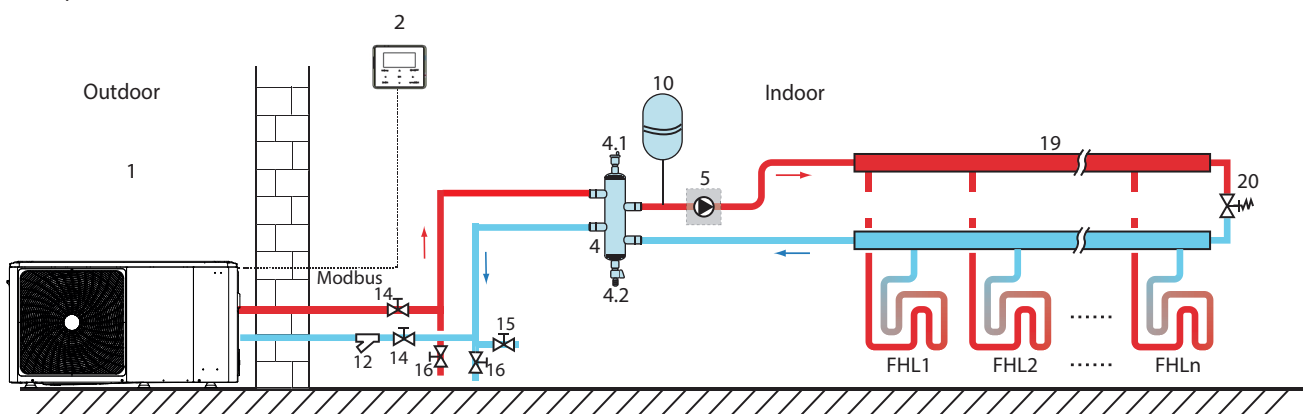 2
Outdoor
10
Indoor
4.1
19
1
5
20
4
Modbus
4.2
14
15
12
14
16
16
FHL1
FHL2
......
......
FHLn